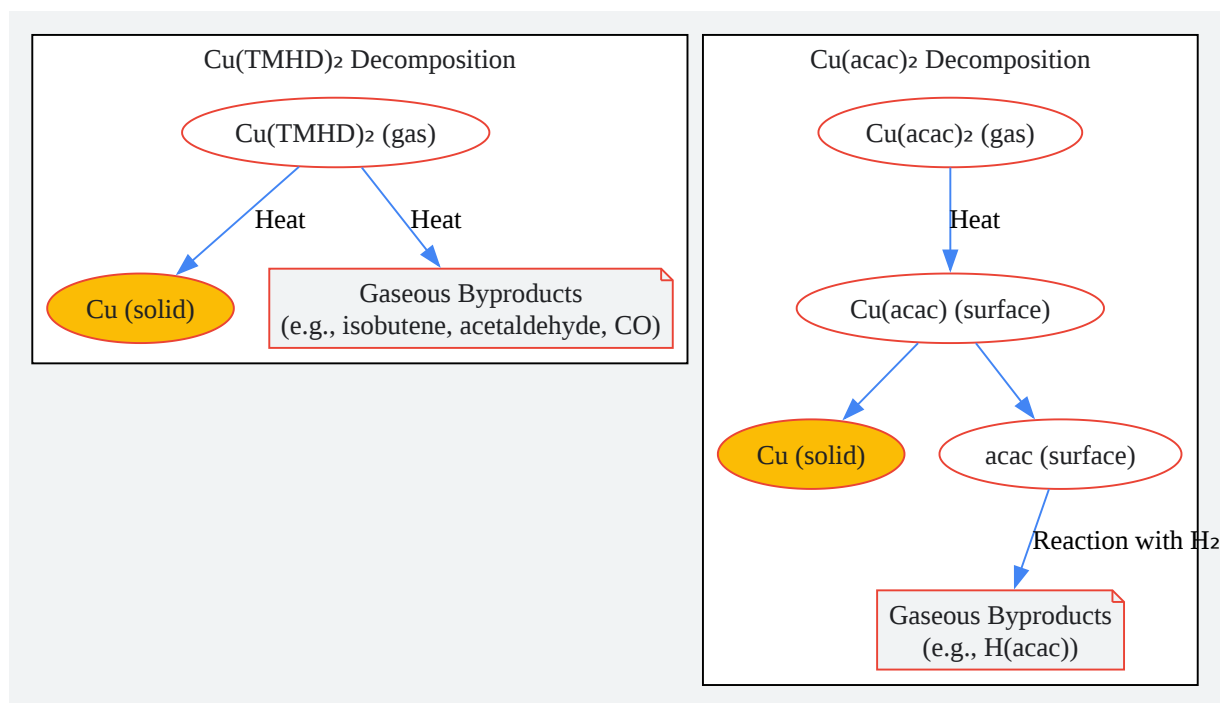 Cu(TMHD)₂ Decomposition
Cu(TMHD)₂ (gas)
Heat
Heat
Cu (solid)
Gaseous Byproducts
(e.g., isobutene, acetaldehyde, CO)
Cu(acac)₂ Decomposition
Cu(acac)₂ (gas)
Heat
Cu(acac) (surface)
Cu (solid)
acac (surface)
Reaction with H₂
Gaseous Byproducts
(e.g., H(acac))